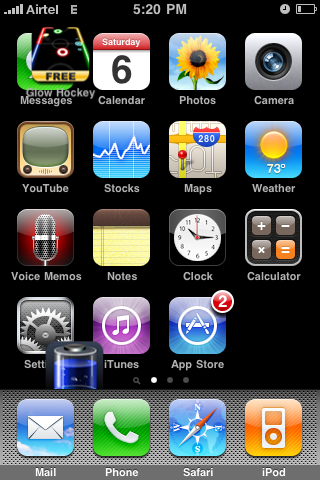 Airtel E 5:20 PM
FREE
Glow Hockey
Saturday
6
Messages Calendar Photos Camera
280
73°
YouTube Stocks Maps Weather
Voice Memos Notes Clock Calculator
2
Sett iTunes App Store
Mail Phone Safari iPod